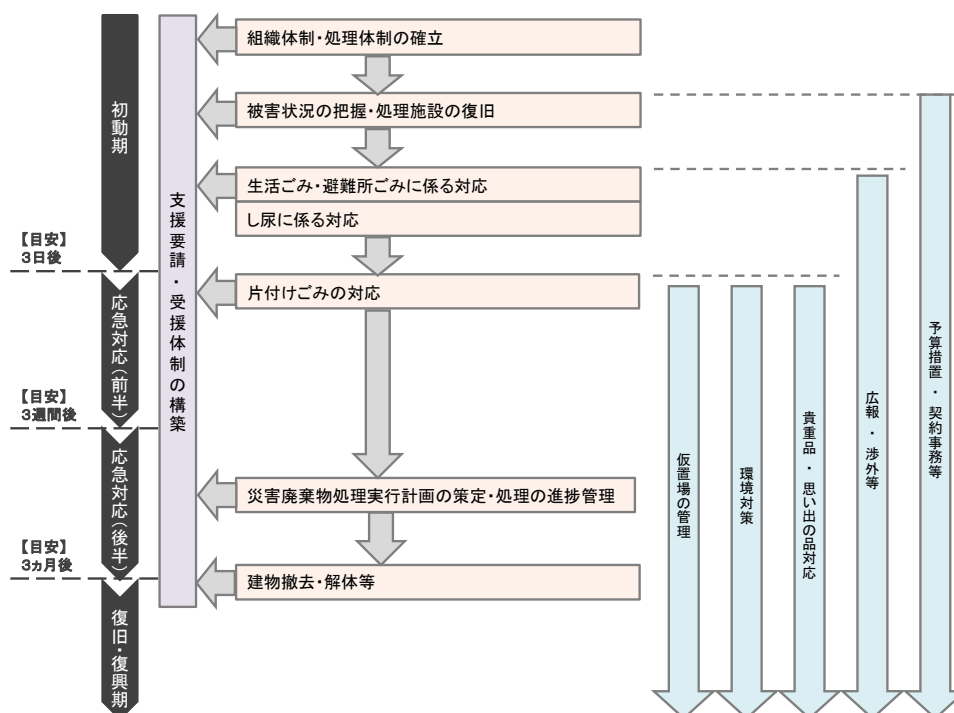 初動期
【目安】
3日後
応急対応(前半)
【目安】
3週間後
応急対応(後半)
【目安】
3ヵ月後
復旧・復興期
支援要請・受援体制の構築
組織体制・処理体制の確立
被害状況の把握・処理施設の復旧
生活ごみ・避難所ごみに係る対応
し尿に係る対応
片付けごみの対応
災害廃棄物処理実行計画の策定・処理の進捗管理
建物撤去・解体等
仮置場の管理
環境対策
貴重品・思い出の品対応
広報・渉外等
予算措置・契約事務等